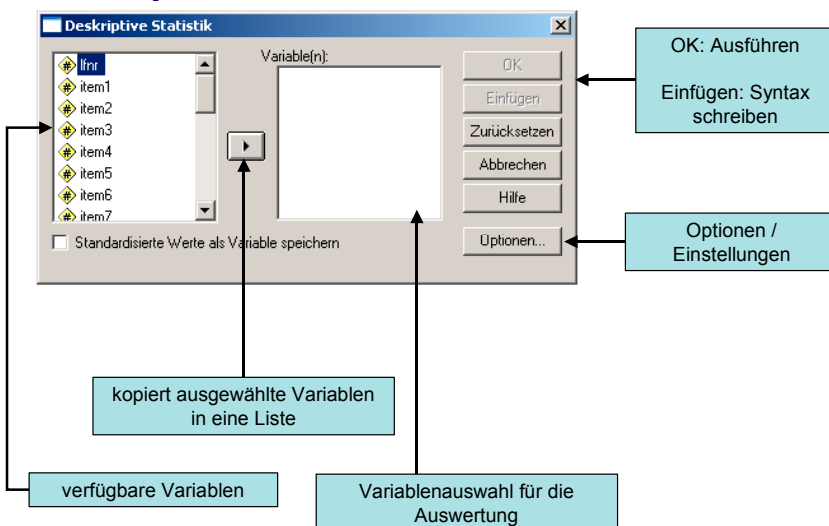 Deskriptive Statistik
lfnr
item1
item2
item3
item4
item5
item6
item7
Variable(n):
OK
Einfügen
Zurücksetzen
Abbrechen
Hilfe
Optionen...
Standardisierte Werte als Variable speichern
OK: Ausführen
Einfügen: Syntax
schreiben
Optionen /
Einstellungen
kopiert ausgewählte Variablen
in eine Liste
verfügbare Variablen
Variablenauswahl für die
Auswertung